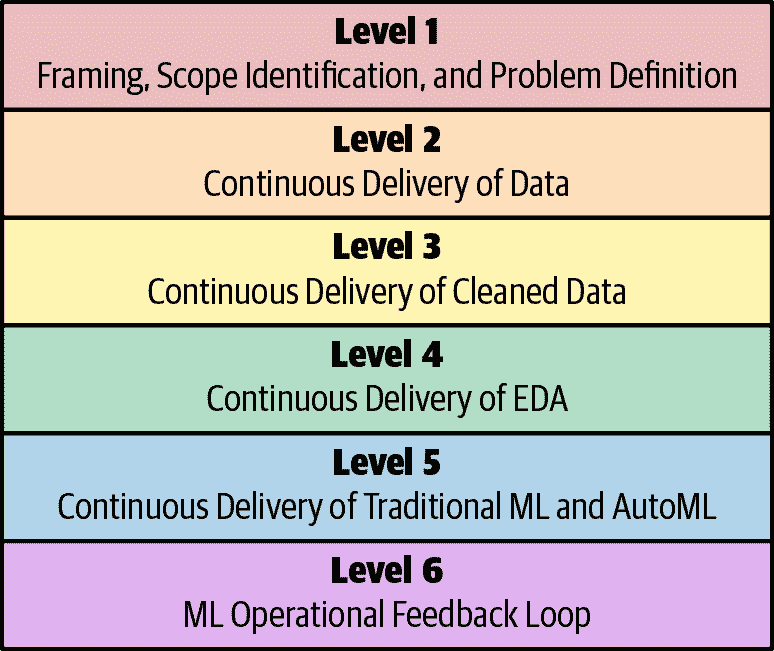 Level 1
Framing, Scope Identification, and Problem Definition
Level 2
Continuous Delivery of Data
Level 3
Continuous Delivery of Cleaned Data
Level 4
Continuous Delivery of EDA
Level 5
Continuous Delivery of Traditional ML and AutoML
Level 6
ML Operational Feedback Loop